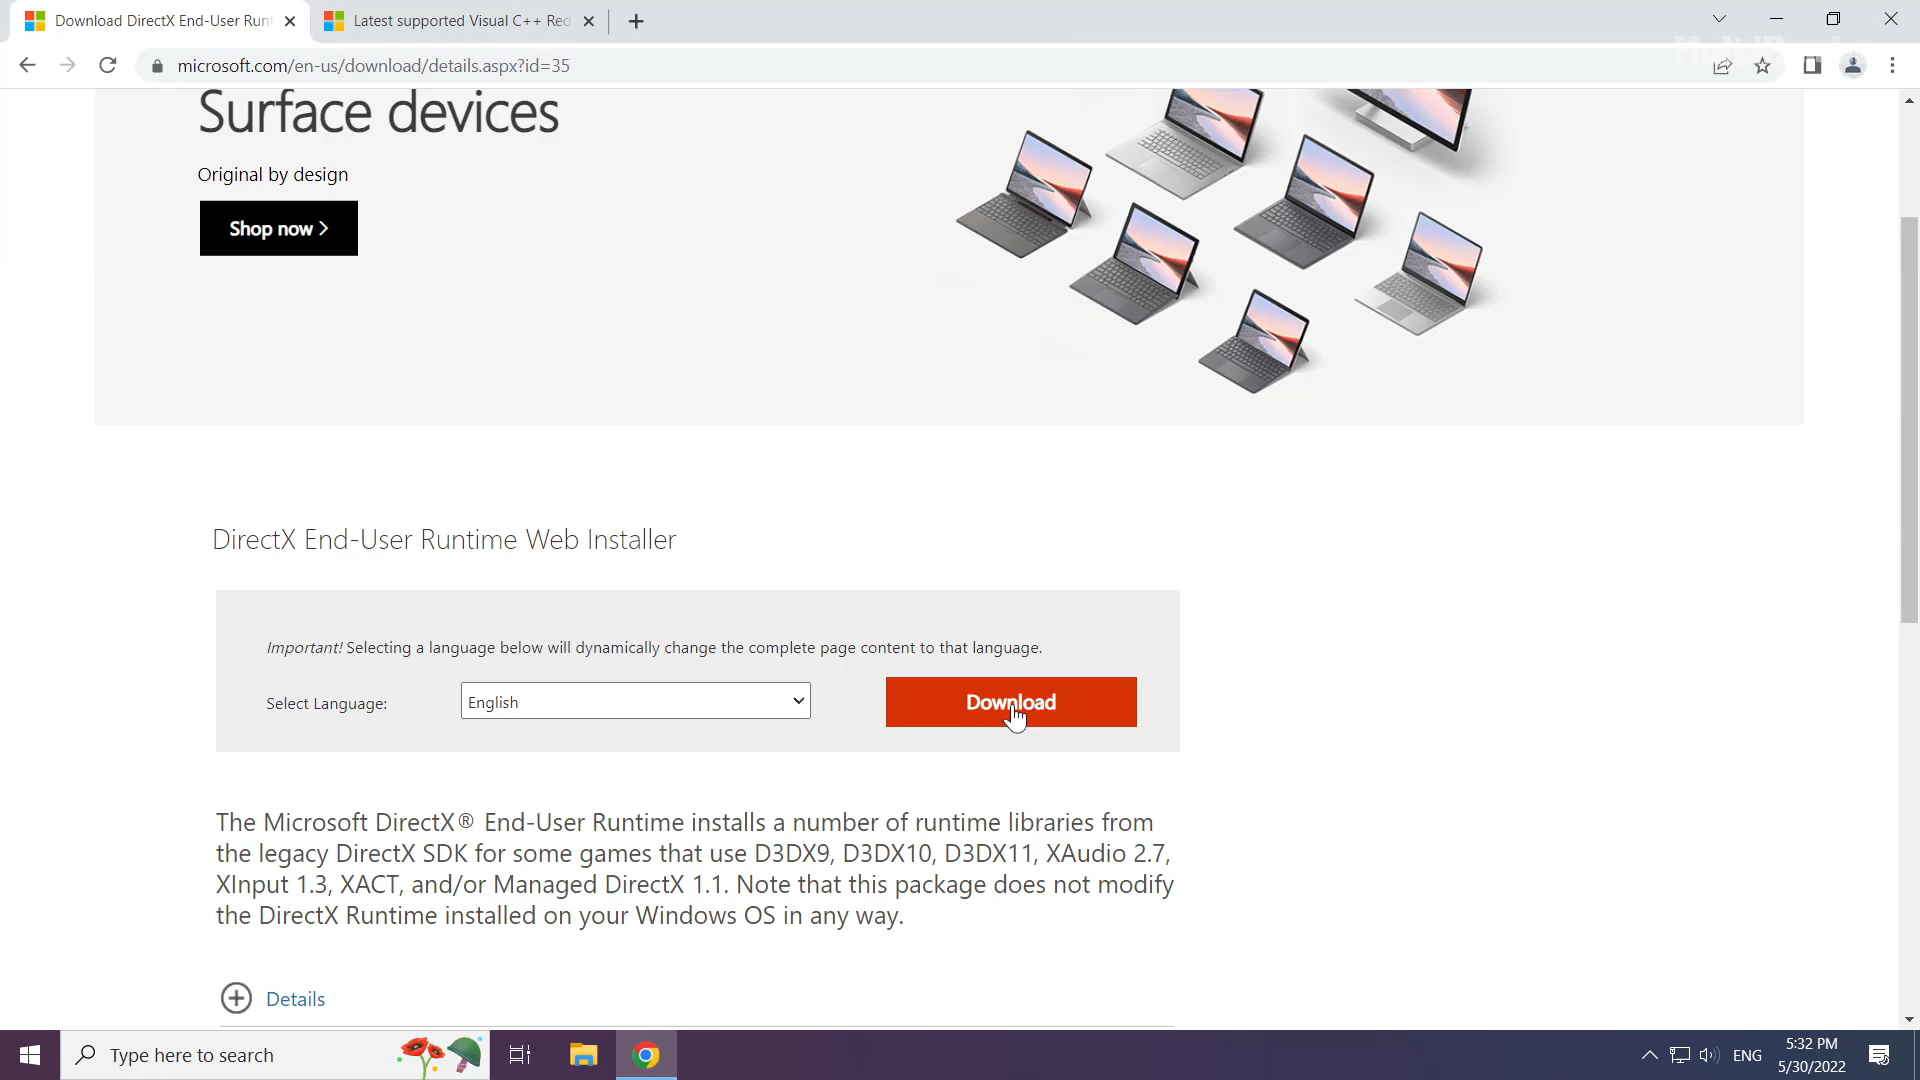 Download DirectX End-User Runt
Latest supported Visual C++ Red
microsoft.com/en-us/download/details.aspx?id=35
Surface devices
Original by design
Shop now >
DirectX End-User Runtime Web Installer
Important! Selecting a language below will dynamically change the complete page content to that language.
Select Language:
English
Download
The Microsoft DirectX® End-User Runtime installs a number of runtime libraries from
the legacy DirectX SDK for some games that use D3DX9, D3DX10, D3DX11, XAudio 2.7,
XInput 1.3, XACT, and/or Managed DirectX 1.1. Note that this package does not modify
the DirectX Runtime installed on your Windows OS in any way.
Details
Type here to search
ENG
5:32 PM
5/30/2022